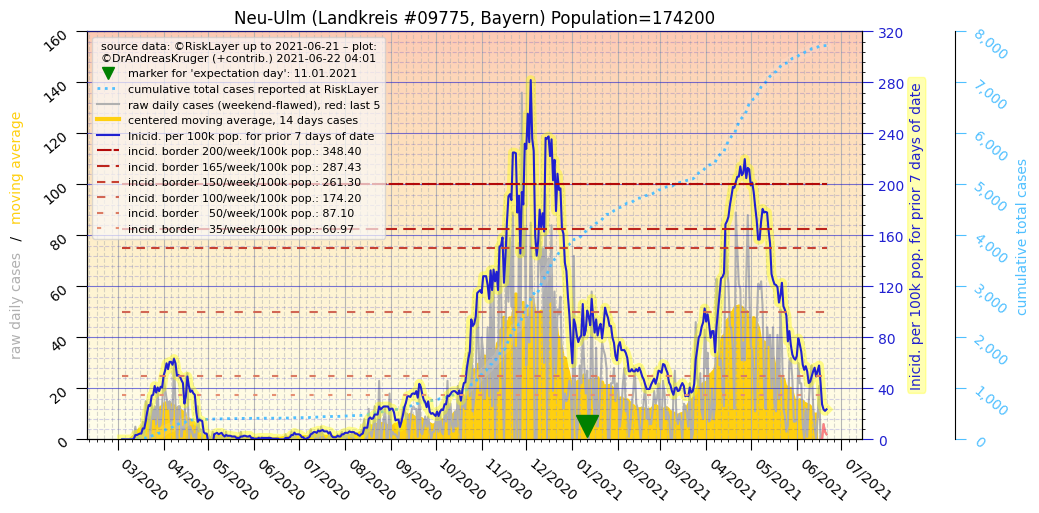 Neu-Ulm (Landkreis #09775, Bayern) Population=174200
source data: ©RiskLayer up to 2021-06-21 – plot:
©DrAndreasKruger (+contrib.) 2021-06-22 04:01
marker for 'expectation day': 11.01.2021
cumulative total cases reported at RiskLayer
raw daily cases (weekend-flawed), red: last 5
centered moving average, 14 days cases
Inicid. per 100k pop. for prior 7 days of date
incid. border 200/week/100k pop.: 348.40
incid. border 165/week/100k pop.: 287.43
incid. border 150/week/100k pop.: 261.30
incid. border 100/week/100k pop.: 174.20
incid. border   50/week/100k pop.: 87.10
incid. border   35/week/100k pop.: 60.97
raw daily cases / moving average
160
140
120
100
80
60
40
20
0
03/2020
04/2020
05/2020
06/2020
07/2020
08/2020
09/2020
10/2020
11/2020
12/2020
01/2021
02/2021
03/2021
04/2021
05/2021
06/2021
07/2021
320
280
240
200
160
120
80
40
0
Inicid. per 100k pop. for prior 7 days of date
8,000
7,000
6,000
5,000
4,000
3,000
2,000
1,000
0
cumulative total cases